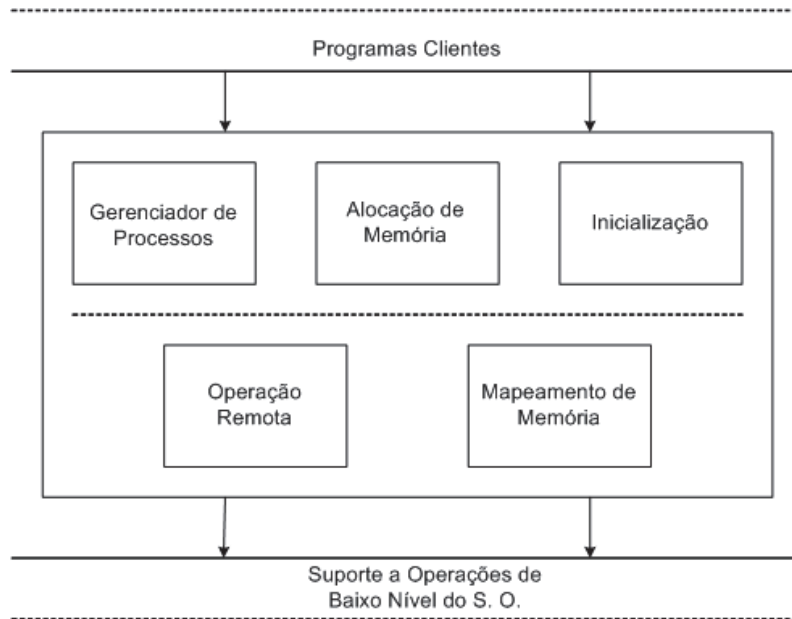 Programas Clientes
Gerenciador de
Processos
Alocação de
Memória
Inicialização
Operação
Remota
Mapeamento de
Memória
Suporte a Operações de
Baixo Nível do S. O.